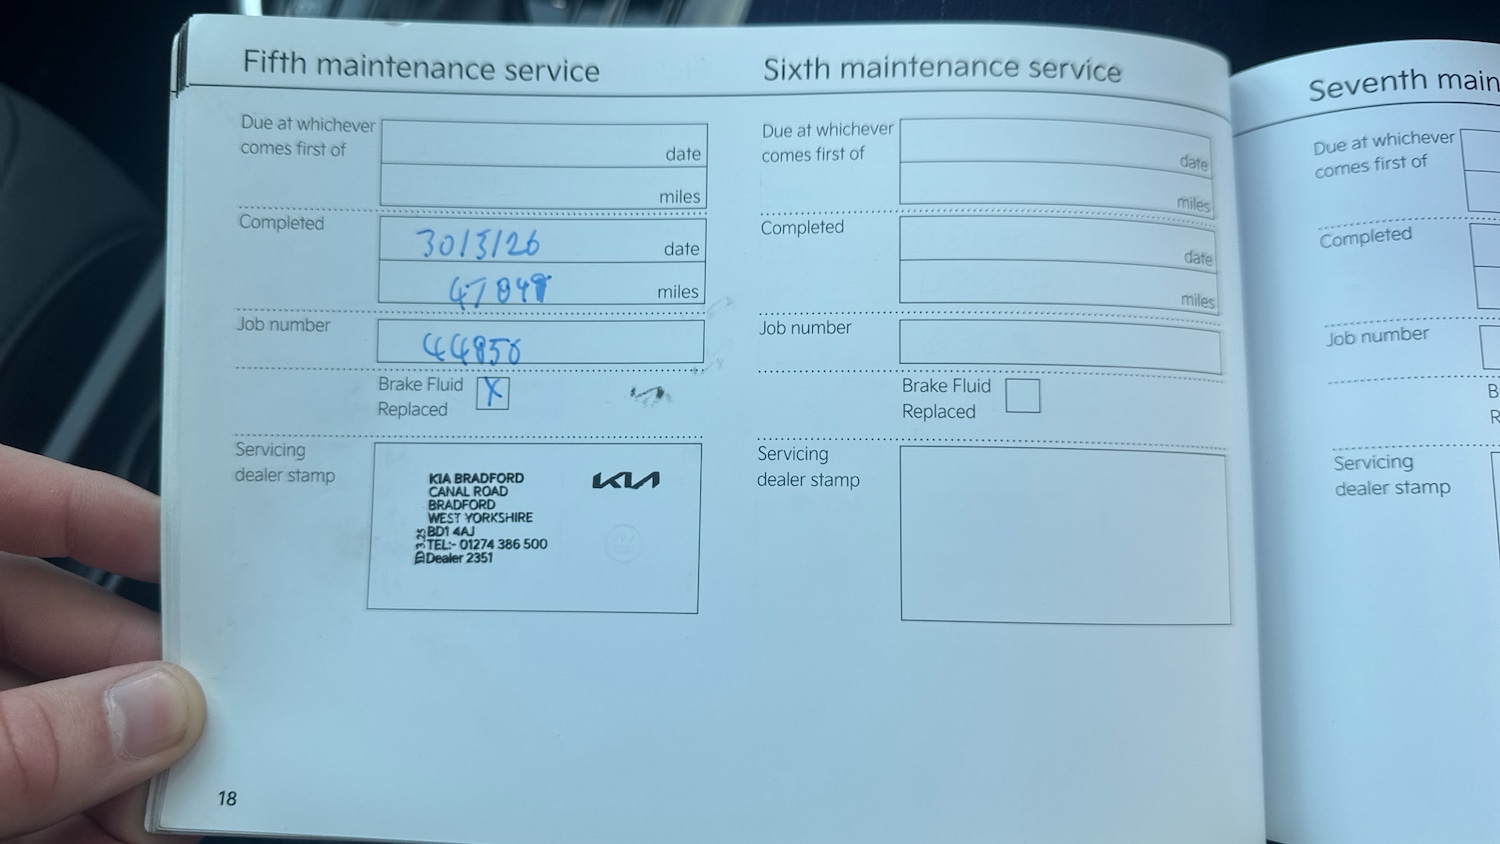 Fifth maintenance service
Due at whichever
comes first of
date
miles
Completed
30/3/26
date
miles
Job number
44850
Brake Fluid
Replaced
X
Servicing
dealer stamp
KIA BRADFORD
CANAL ROAD
BRADFORD
WEST YORKSHIRE
BD1 4AJ
TEL:- 01274 386 500
Dealer 2351
KIA
18
Sixth maintenance service
Due at whichever
comes first of
date
miles
Completed
date
miles
Job number
Brake Fluid
Replaced
Servicing
dealer stamp
Seventh main
Due at whichever
comes first of
Completed
Job number
B
R
Servicing
dealer stamp